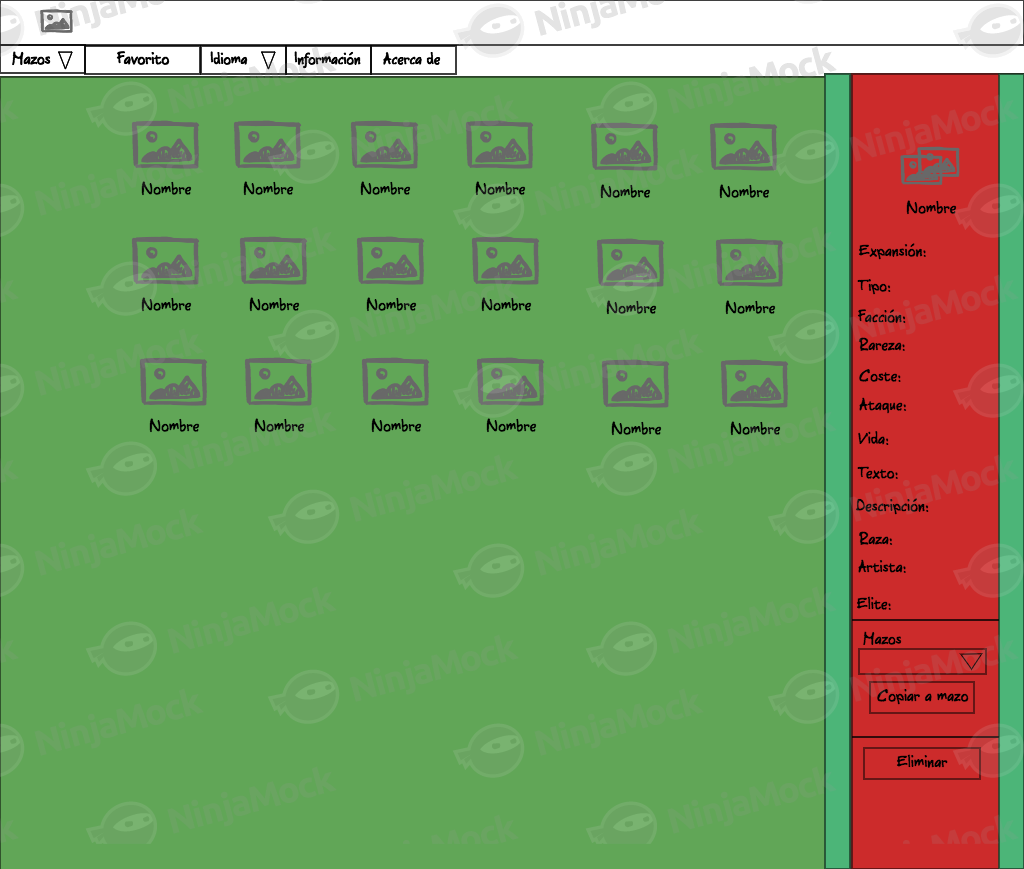 Mazos Favorito Idioma Información Acerca de
Nombre Nombre Nombre Nombre Nombre Nombre
Nombre Nombre Nombre Nombre Nombre Nombre
Nombre Nombre Nombre Nombre Nombre Nombre
Nombre
Expansión:
Tipo:
Facción:
Rareza:
Coste:
Ataque:
Vida:
Texto:
Descripción:
Raza:
Artista:
Elite:
Mazos
Copiar a mazo
Eliminar
NinjaMock